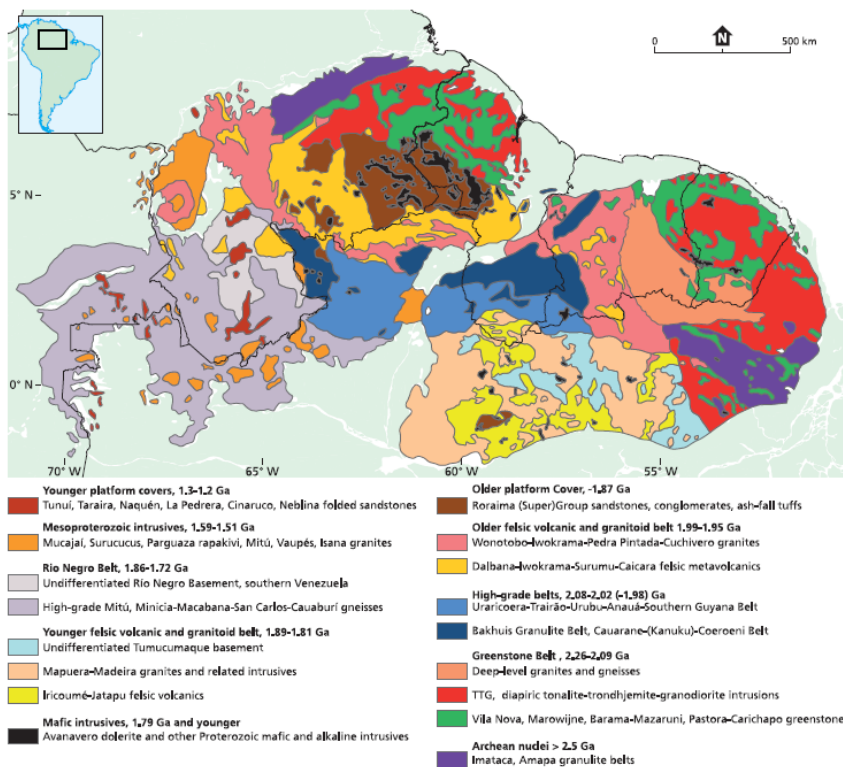 N
0
500 km
5° N
0° N
70° W
65° W
60° W
55° W
Younger platform covers, 1.3-1.2 Ga
Tunuí, Taraira, Naquén, La Pedrera, Cinaruco, Neblina folded sandstones
Mesoproterozoic intrusives, 1.59-1.51 Ga
Mucajaí, Surucucus, Parguaza rapakivi, Mitú, Vaupés, Isana granites
Rio Negro Belt, 1.86-1.72 Ga
Undifferentiated Río Negro Basement, southern Venezuela
High-grade Mitú, Minicia-Macabana-San Carlos-Cauaburí gneisses
Younger felsic volcanic and granitoid belt, 1.89-1.81 Ga
Undifferentiated Tumucumaque basement
Mapuera-Madeira granites and related intrusives
Iricoumé-Jatapu felsic volcanics
Mafic intrusives, 1.79 Ga and younger
Avanavero dolerite and other Proterozoic mafic and alkaline intrusives
Older platform Cover, -1.87 Ga
Roraima (Super)Group sandstones, conglomerates, ash-fall tuffs
Older felsic volcanic and granitoid belt 1.99-1.95 Ga
Wonotobo-Iwokrama-Pedra Pintada-Cuchivero granites
Dalbana-Iwokrama-Surumu-Caicara felsic metavolcanics
High-grade belts, 2.08-2.02 (-1.98) Ga
Uraricoera-Trairão-Urubu-Anauá-Southern Guyana Belt
Bakhuis Granulite Belt, Cauarane-(Kanuku)-Coeroeni Belt
Greenstone Belt , 2.26-2.09 Ga
Deep-level granites and gneisses
TTG, diapiric tonalite-trondhjemite-granodiorite intrusions
Vila Nova, Marowijne, Barama-Mazaruni, Pastora-Carichapo greenstone
Archean nuclei > 2.5 Ga
Imataca, Amapa granulite belts